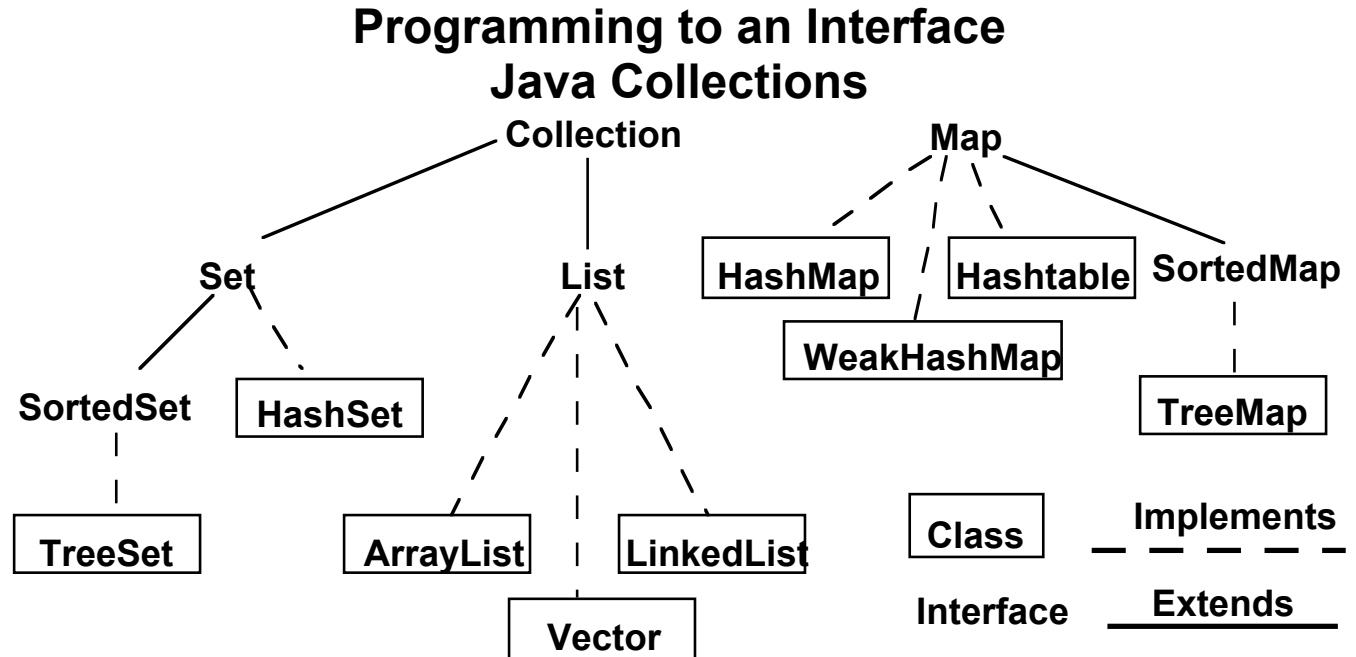 Programming to an Interface
Java Collections
Collection
Map
Set
List
HashMap
Hashtable
SortedMap
WeakHashMap
SortedSet
HashSet
TreeMap
TreeSet
ArrayList
LinkedList
Vector
Class
Implements
Interface
Extends